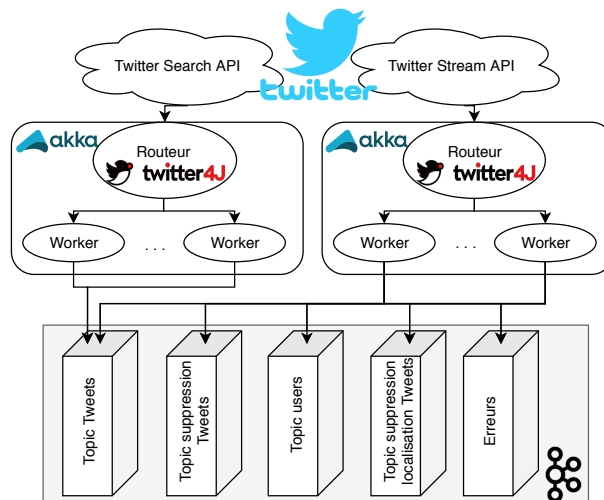 Twitter Search API
twitter
Twitter Stream API
akka
Routeur
twitter4J
Worker
. . .
Worker
akka
Routeur
twitter4J
Worker
. . .
Worker
Topic Tweets
Topic suppression
Tweets
Topic users
Topic suppression
localisation Tweets
Erreurs